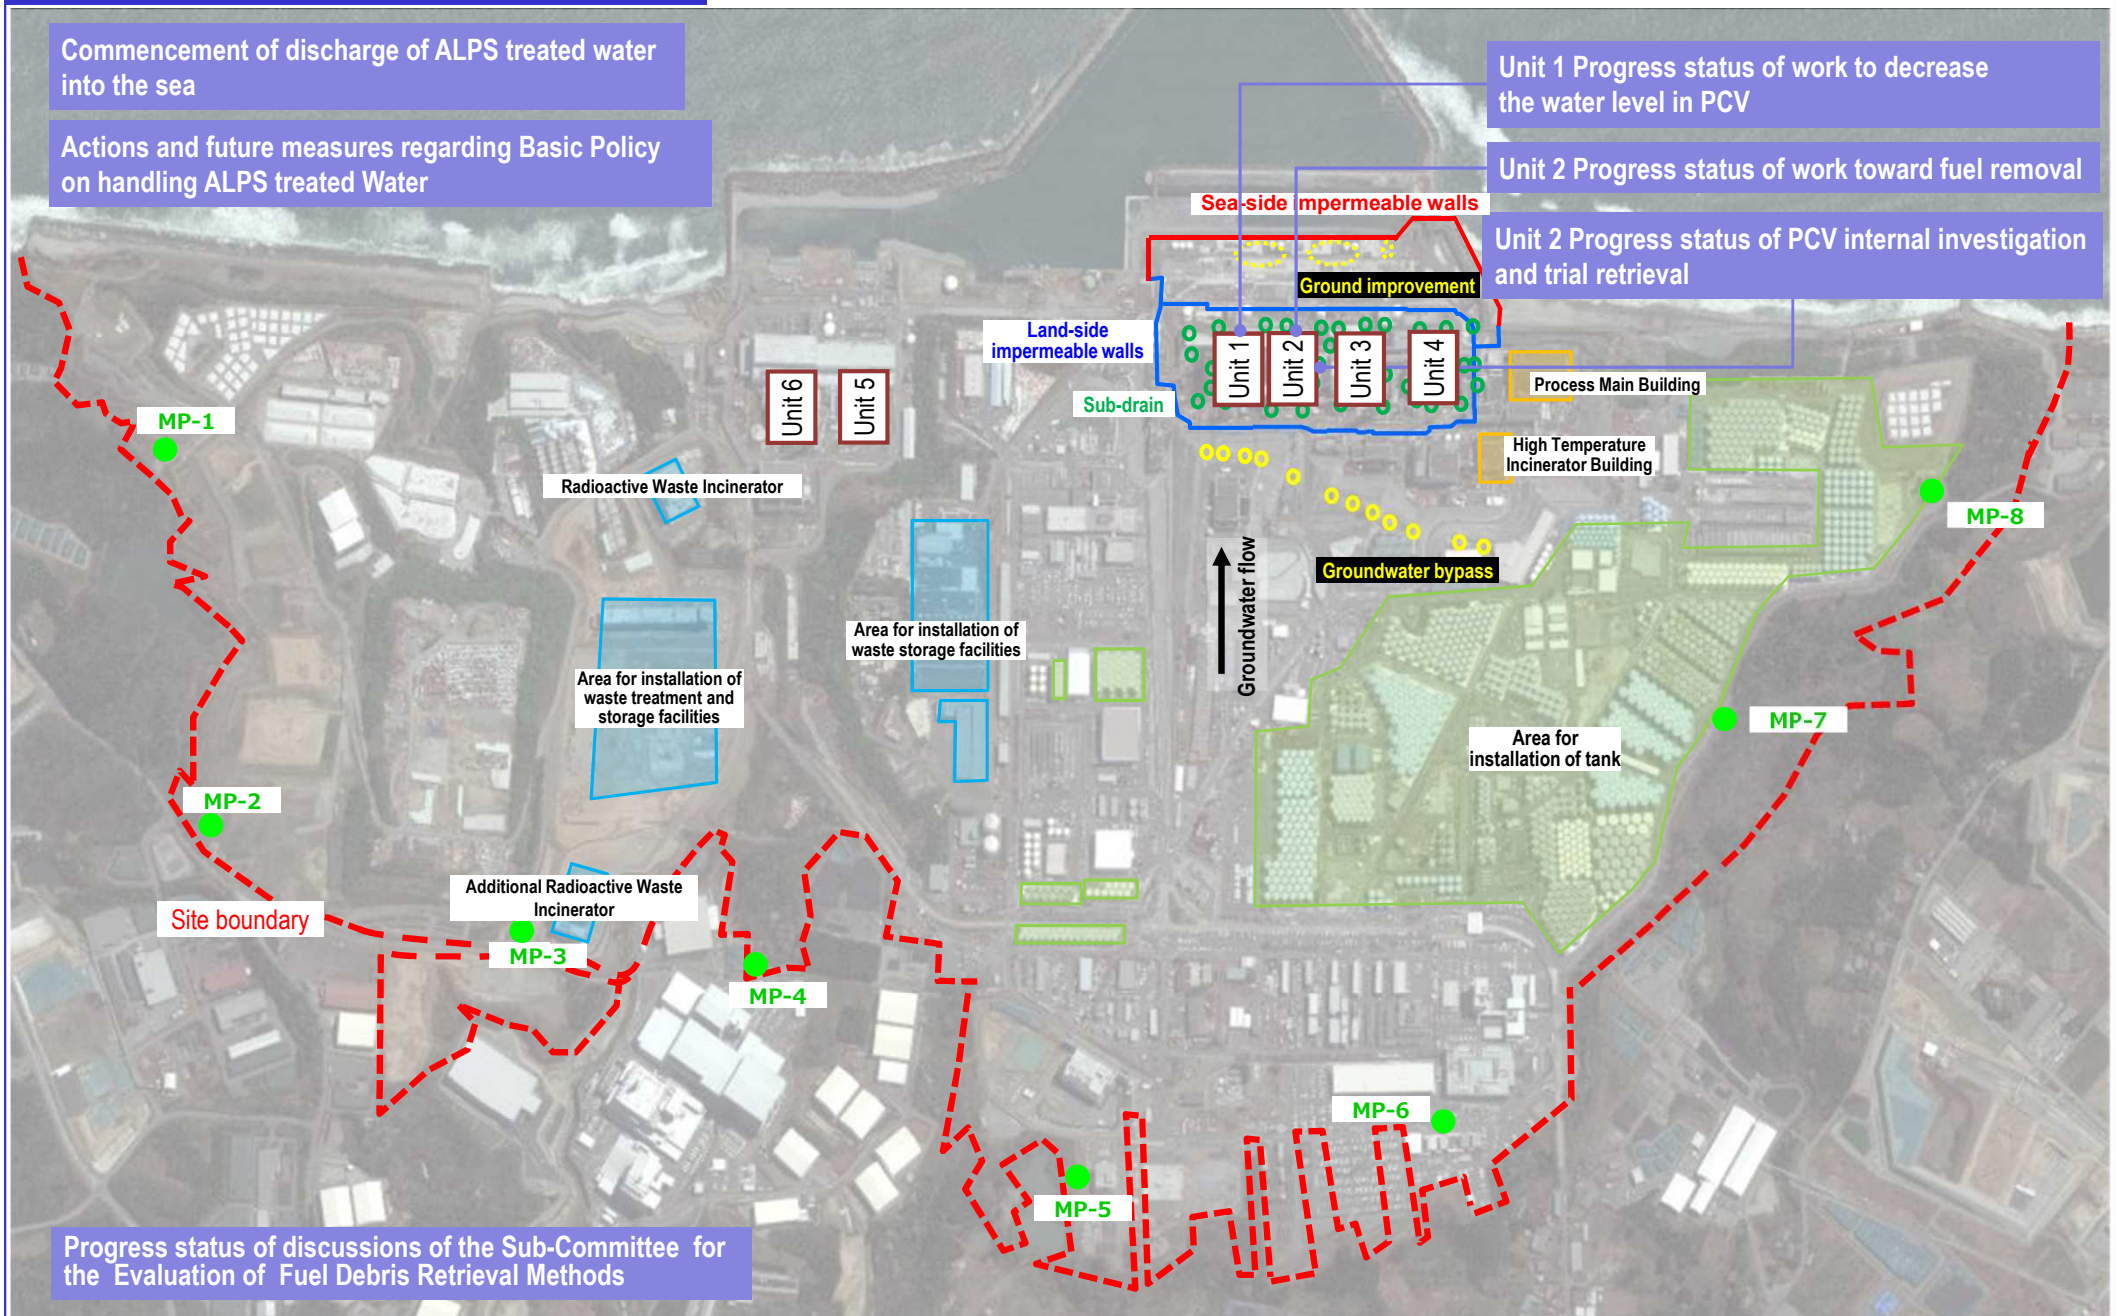 Commencement of discharge of ALPS treated water
into the sea
Actions and future measures regarding Basic Policy
on handling ALPS treated Water
Unit 1 Progress status of work to decrease
the water level in PCV
Unit 2 Progress status of work toward fuel removal
Unit 2 Progress status of PCV internal investigation
and trial retrieval
Sea-side impermeable walls
Ground improvement
Land-side
impermeable walls
Sub-drain
Unit 1
Unit 2
Unit 3
Unit 4
Unit 6
Unit 5
Process Main Building
High Temperature
Incinerator Building
MP-1
Radioactive Waste Incinerator
MP-8
Groundwater bypass
Groundwater flow
Area for installation of
waste storage facilities
Area for installation of
waste treatment and
storage facilities
MP-7
Area for
installation of tank
MP-2
Additional Radioactive Waste
Incinerator
Site boundary
MP-3
MP-4
MP-6
MP-5
Progress status of discussions of the Sub-Committee for
the Evaluation of Fuel Debris Retrieval Methods